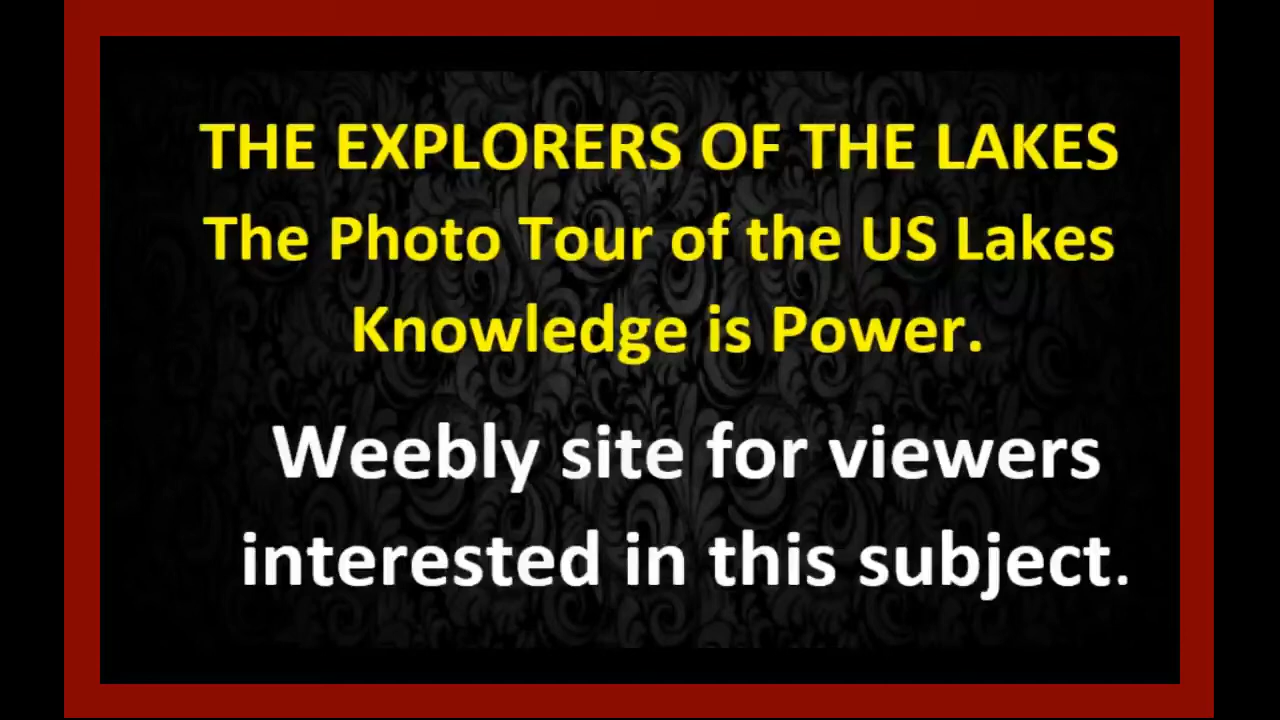 THE EXPLORERS OF THE LAKES
The Photo Tour of the US Lakes
Knowledge is Power.
Weebly site for viewers
interested in this subject.